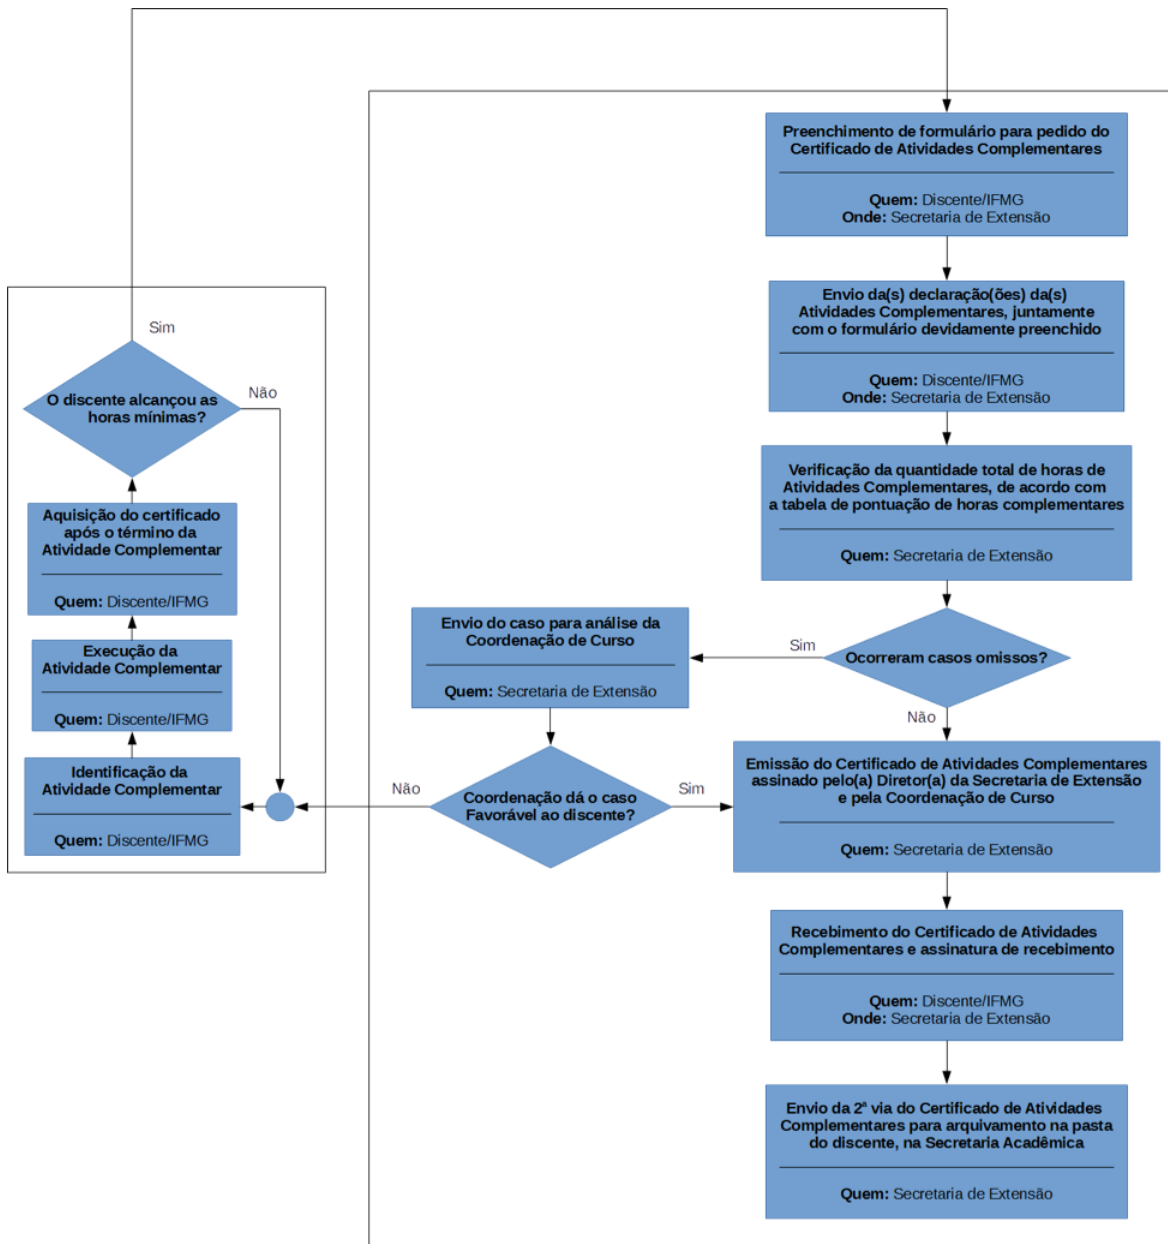 Preenchimento de formulário para pedido do
Certificado de Atividades Complementares
Quem: Discente/IFMG
Onde: Secretaria de Extensão
Envio da(s) declaração(ões) da(s)
Atividades Complementares, juntamente
com o formulário devidamente preenchido
Quem: Discente/IFMG
Onde: Secretaria de Extensão
Sim
O discente alcançou as
horas mínimas?
Não
Verificação da quantidade total de horas de
Atividades Complementares, de acordo com
a tabela de pontuação de horas complementares
Quem: Secretaria de Extensão
Aquisição do certificado
após o término da
Atividade Complementar
Quem: Discente/IFMG
Envio do caso para análise da
Coordenação de Curso
Quem: Secretaria de Extensão
Sim
Ocorreram casos omissos?
Não
Execução da
Atividade Complementar
Quem: Discente/IFMG
Identificação da
Atividade Complementar
Quem: Discente/IFMG
Não
Coordenação dá o caso
Favorável ao discente?
Sim
Emissão do Certificado de Atividades Complementares
assinado pelo(a) Diretor(a) da Secretaria de Extensão
e pela Coordenação de Curso
Quem: Secretaria de Extensão
Recebimento do Certificado de Atividades
Complementares e assinatura de recebimento
Quem: Discente/IFMG
Onde: Secretaria de Extensão
Envio da 2ª via do Certificado de Atividades
Complementares para arquivamento na pasta
do discente, na Secretaria Acadêmica
Quem: Secretaria de Extensão